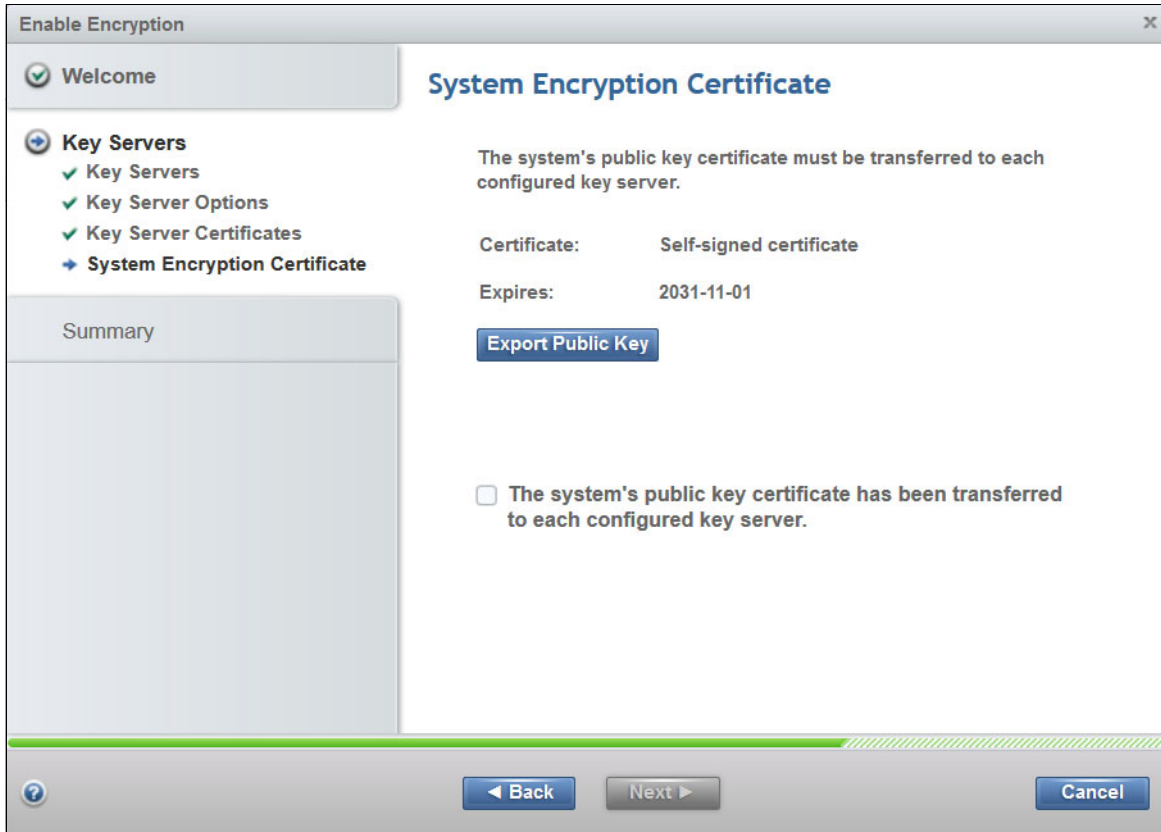 Enable Encryption
x
Welcome
Key Servers
Key Servers
Key Server Options
Key Server Certificates
System Encryption Certificate
Summary
System Encryption Certificate
The system's public key certificate must be transferred to each
configured key server.
Certificate: Self-signed certificate
Expires: 2031-11-01
Export Public Key
The system's public key certificate has been transferred
to each configured key server.
?
Back
Next
Cancel